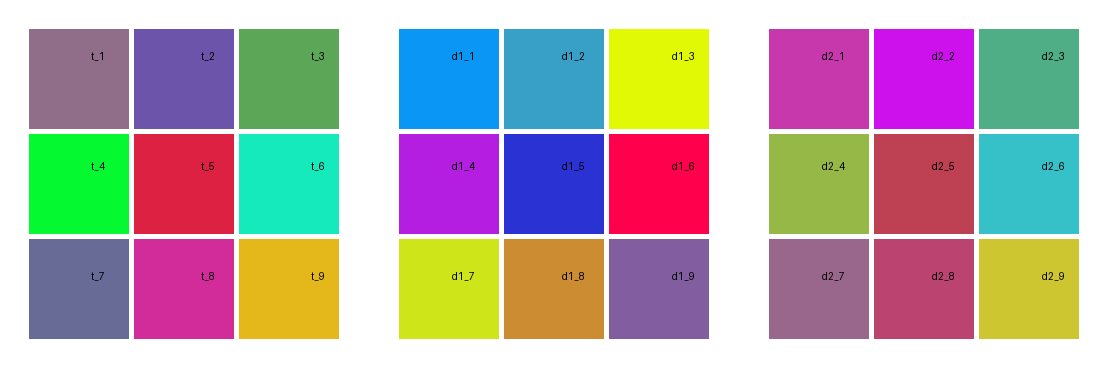 t_1 t_2 t_3 d1_1 d1_2 d1_3 d2_1 d2_2 d2_3
t_4 t_5 t_6 d1_4 d1_5 d1_6 d2_4 d2_5 d2_6
t_7 t_8 t_9 d1_7 d1_8 d1_9 d2_7 d2_8 d2_9